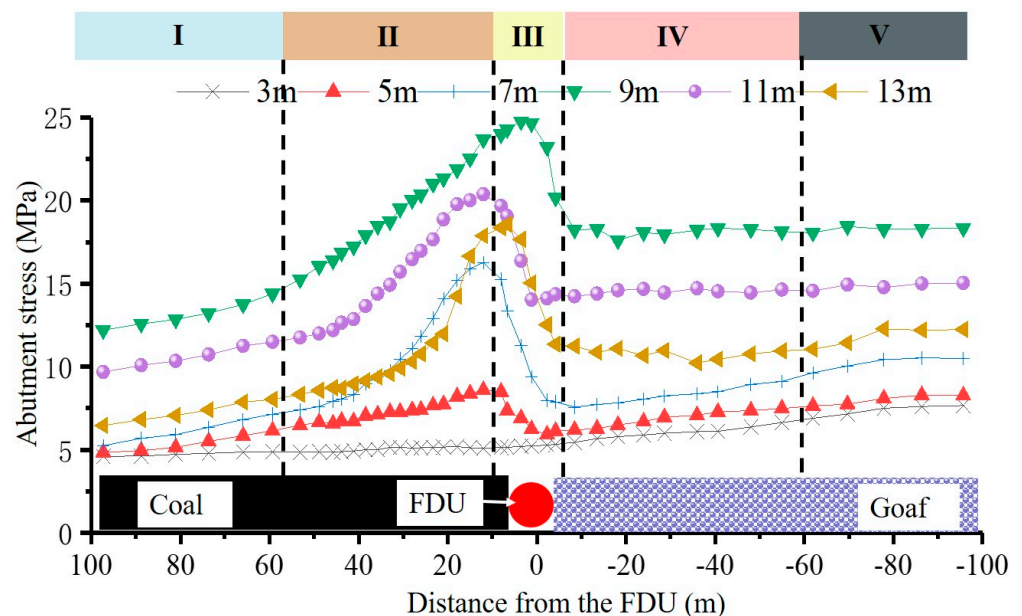 I II III IV V
3m 5m 7m 9m 11m 13m
Abutment stress (MPa)
25
20
15
10
5
0
Coal FDU Goaf
100 80 60 40 20 0 -20 -40 -60 -80 -100
Distance from the FDU (m)